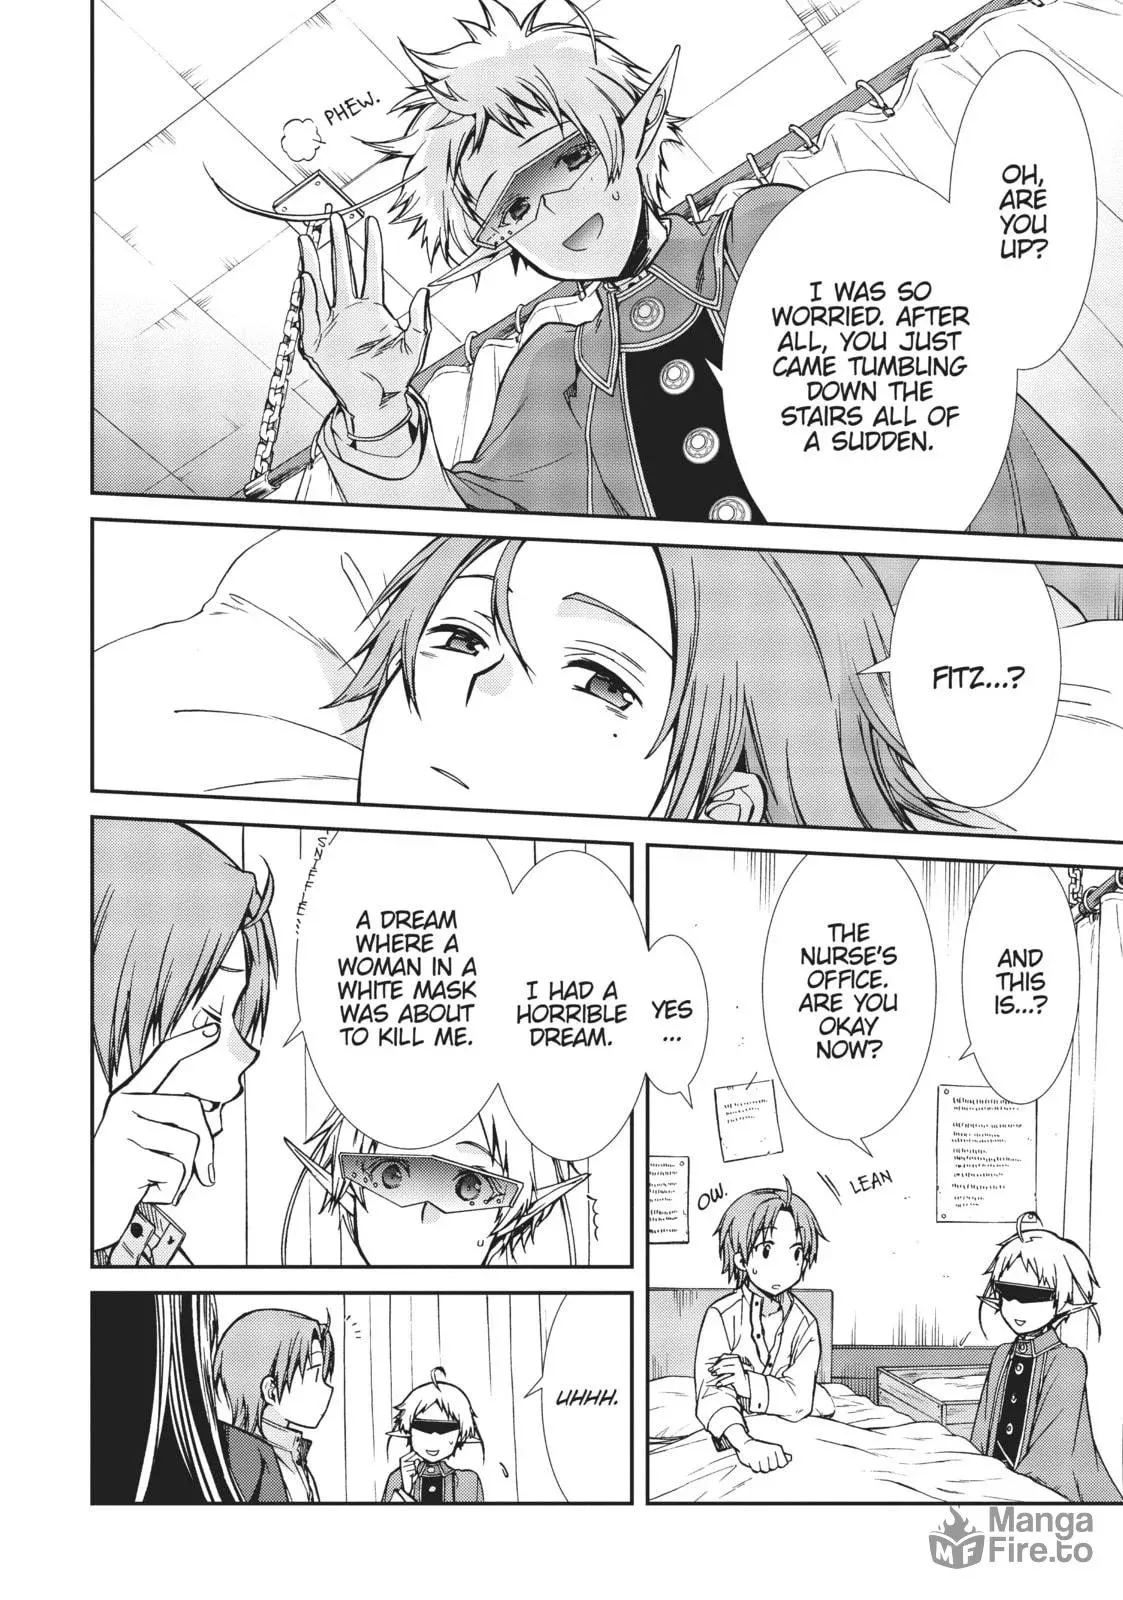 PHEW.
OH,
ARE
YOU
UP?
I WAS SO
WORRIED. AFTER
ALL, YOU JUST
CAME TUMBLING
DOWN THE
STAIRS ALL OF
A SUDDEN.
FITZ...?
AND
THIS
IS...?
THE
NURSE'S
OFFICE.
ARE YOU
OKAY
NOW?
LEAN
OW.
YES
...
I HAD A
HORRIBLE
DREAM.
A DREAM
WHERE A
WOMAN IN A
WHITE MASK
WAS ABOUT
TO KILL ME.
SNIFFLE
UHHH.
Manga
Fire.to
MF